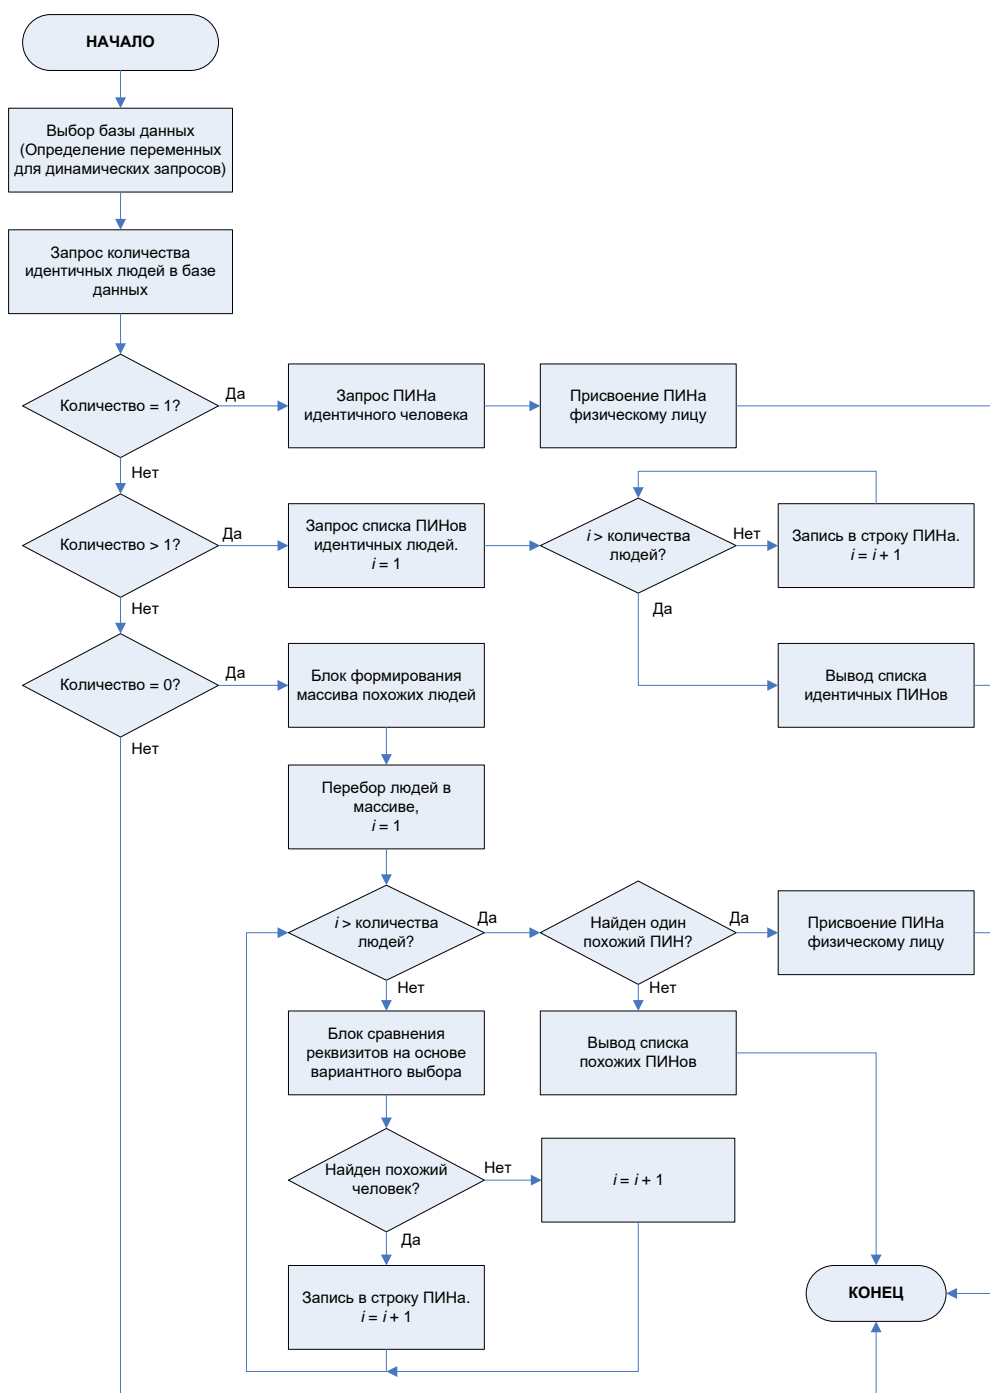 НАЧАЛО
Выбор базы данных
(Определение переменных
для динамических запросов)
Запрос количества
идентичных людей в базе
данных
Количество = 1?
Да
Запрос ПИНа
идентичного человека
Присвоение ПИНа
физическому лицу
Нет
Количество > 1?
Да
Запрос списка ПИНов
идентичных людей.
i = 1
i > количества
людей?
Нет
Запись в строку ПИНа.
i = i + 1
Да
Вывод списка
идентичных ПИНов
Нет
Количество = 0?
Да
Блок формирования
массива похожих людей
Нет
Перебор людей в
массиве,
i = 1
i > количества
людей?
Да
Найден один
похожий ПИН?
Да
Присвоение ПИНа
физическому лицу
Нет
Нет
Блок сравнения
реквизитов на основе
вариантного выбора
Вывод списка
похожих ПИНов
Найден похожий
человек?
Нет
i = i + 1
Да
Запись в строку ПИНа.
i = i + 1
КОНЕЦ